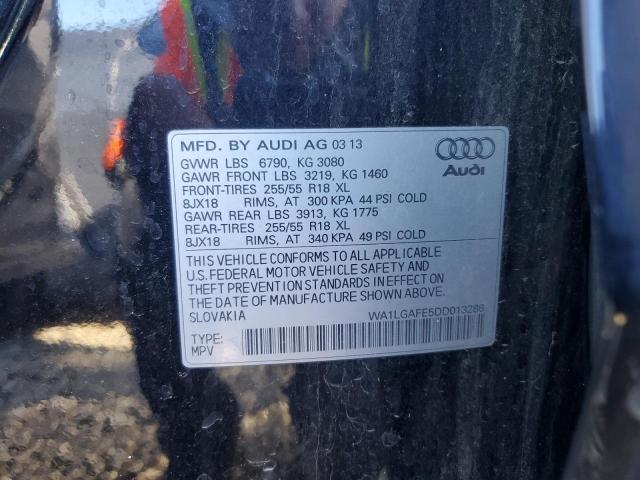 MFD. BY AUDI AG 03 13
GVWR LBS 6790, KG 3080
GAWR FRONT LBS 3219, KG 1460
FRONT-TIRES 255/55 R18 XL
8JX18 RIMS, AT 300 KPA 44 PSI COLD
GAWR REAR LBS 3913, KG 1775
REAR-TIRES 255/55 R18 XL
8JX18 RIMS, AT 340 KPA 49 PSI COLD
Audi
THIS VEHICLE CONFORMS TO ALL APPLICABLE
U.S. FEDERAL MOTOR VEHICLE SAFETY AND
THEFT PREVENTION STANDARDS IN EFFECT ON
THE DATE OF MANUFACTURE SHOWN ABOVE.
SLOVAKIA WA1LGAFE5DD013286
TYPE:
MPV